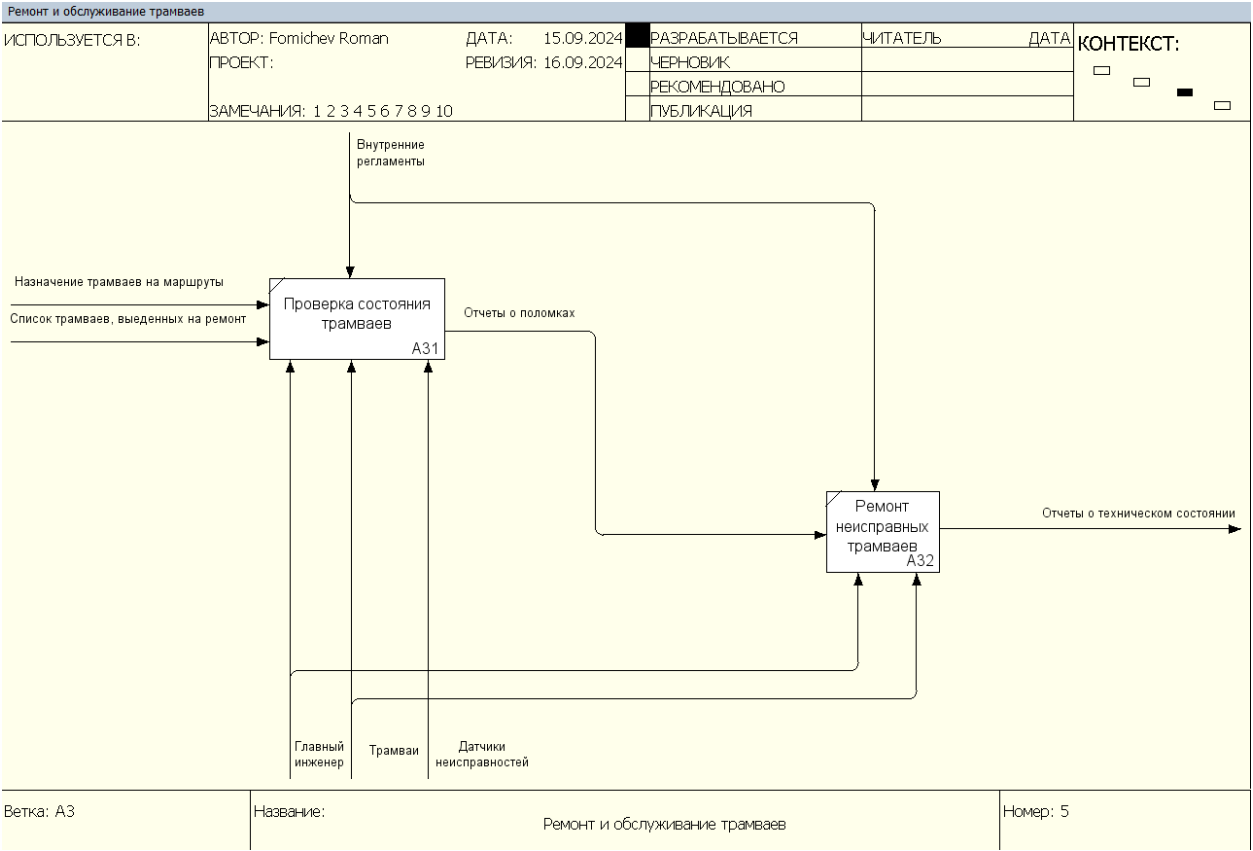 Ремонт и обслуживание трамваев
ИСПОЛЬЗУЕТСЯ В:
АВТОР: Fomichev Roman
ДАТА: 15.09.2024
ПРОЕКТ:
РЕВИЗИЯ: 16.09.2024
ЗАМЕЧАНИЯ: 1 2 3 4 5 6 7 8 9 10
РАЗРАБАТЫВАЕТСЯ
ЧЕРНОВИК
РЕКОМЕНДОВАНО
ПУБЛИКАЦИЯ
ЧИТАТЕЛЬ
ДАТА
КОНТЕКСТ:
Внутренние
регламенты
Назначение трамваев на маршруты
Список трамваев, выеденных на ремонт
Проверка состояния
трамваев
A31
Отчеты о поломках
Ремонт
неисправных
трамваев
A32
Отчеты о техническом состоянии
Главный
инженер
Трамваи
Датчики
неисправностей
Ветка: A3
Название:
Ремонт и обслуживание трамваев
Номер: 5